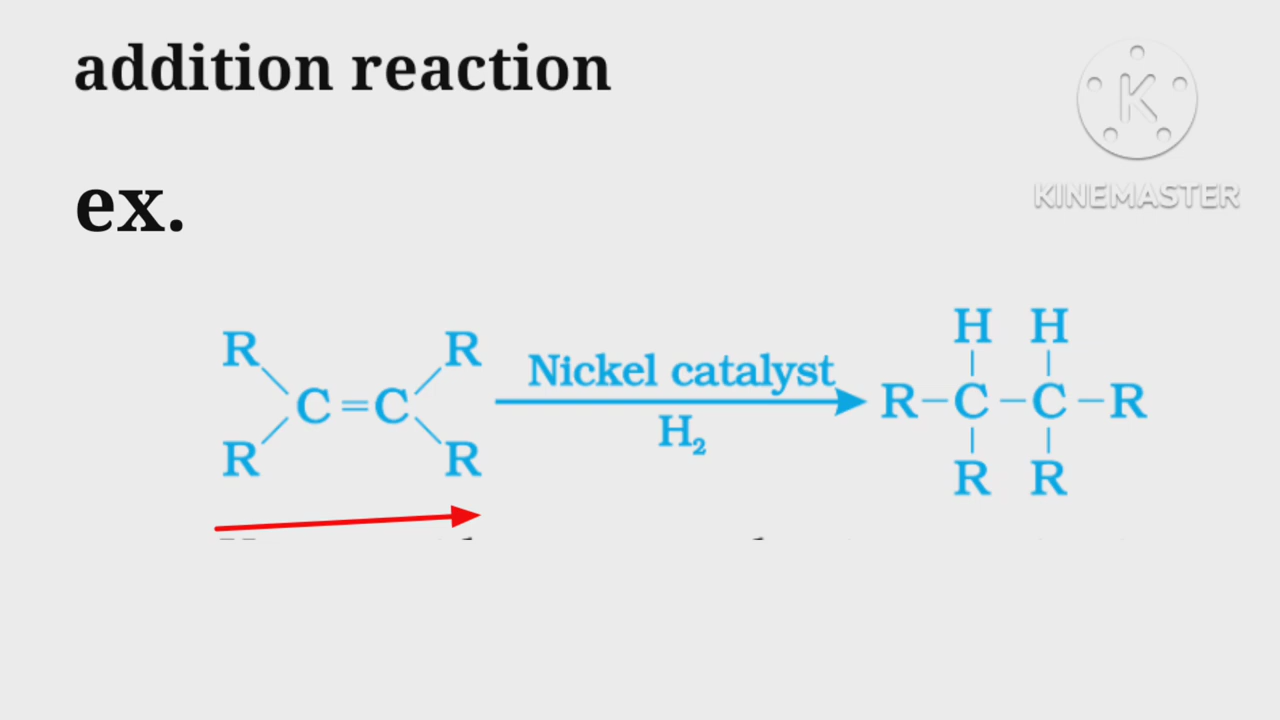 addition reaction
KINEMASTER
ex.
R R H H
C=C Nickel catalyst R-C-C-R
H₂
R R R R